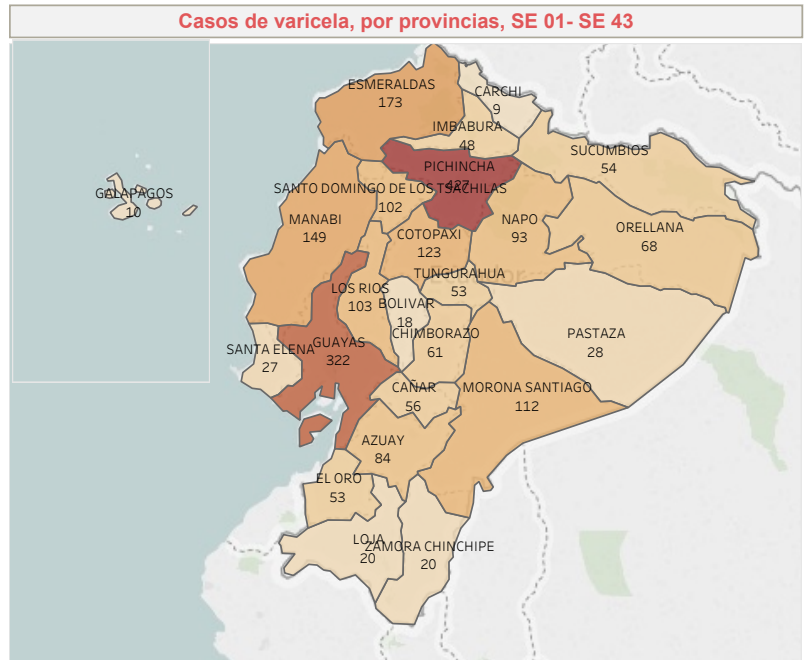 Casos de varicela, por provincias, SE 01- SE 43
ESMERALDAS
173
CARCHI
9
IMBABURA
48
SUCUMBIOS
54
PICHINCHA
427
GALAPAGOS
10
SANTO DOMINGO DE LOS TSACHILAS
102
MANABI
149
NAPO
93
ORELLANA
68
COTOPAXI
123
TUNGURAHUA
53
Ecuador
LOS RIOS
103
BOLIVAR
18
CHIMBORAZO
61
PASTAZA
28
GUAYAS
322
SANTA ELENA
27
CAÑAR
56
MORONA SANTIAGO
112
AZUAY
84
EL ORO
53
LOJA
20
ZAMORA CHINCHIPE
20